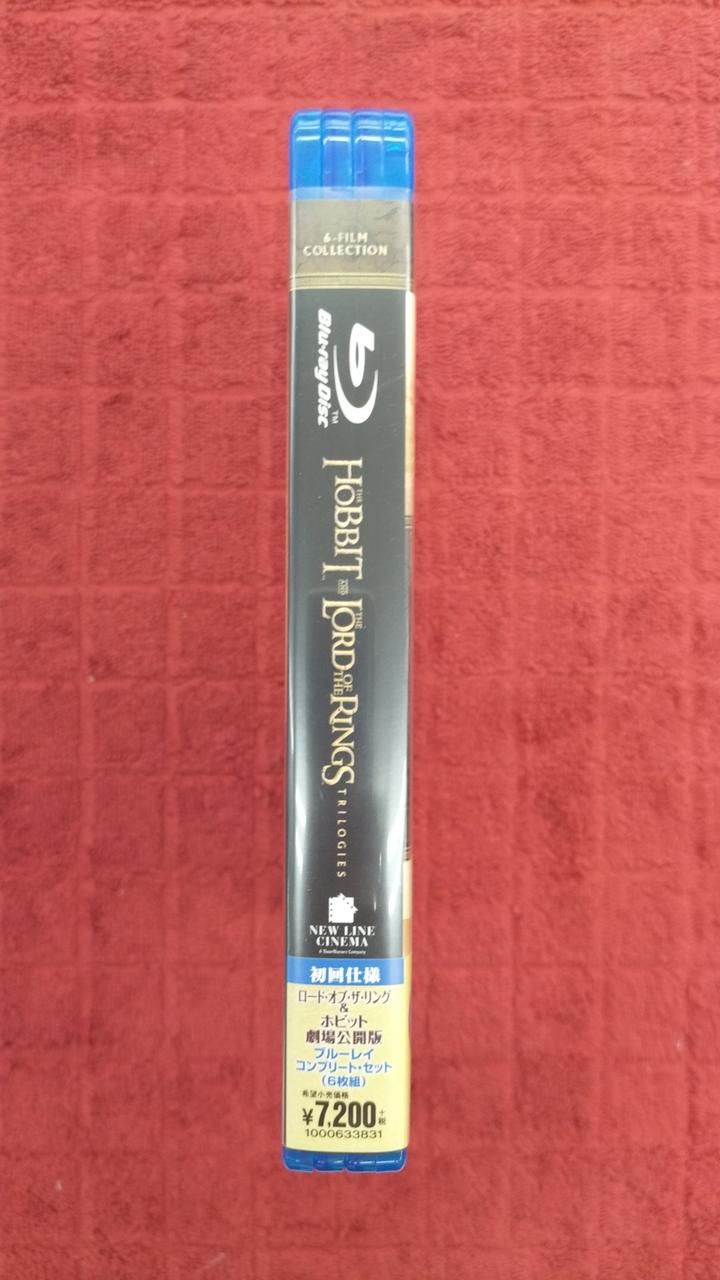 6-FILM
COLLECTION
Blu-ray Disc™
THE HOBBIT AND THE LORD OF THE RINGS
TRILOGIES
NEW LINE
CINEMA
A TimeWarner Company
初回仕様
ロード・オブ・ザ・リング
&
ホビット
劇場公開版
ブルーレイ
コンプリート・セット
(6枚組)
希望小売価格
¥7,200+税
1000633831